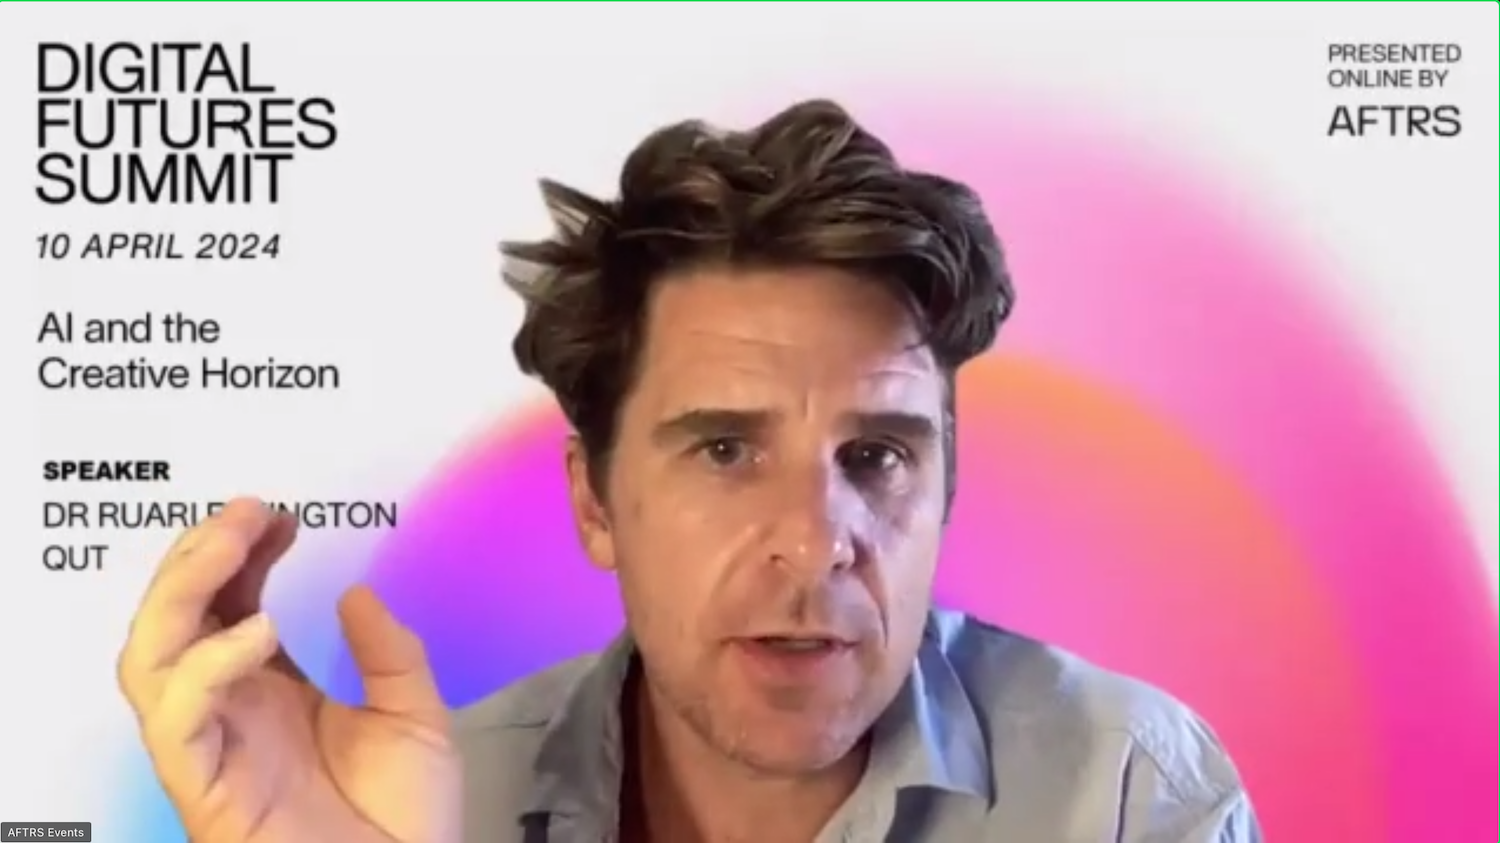 DIGITAL
FUTURES
SUMMIT
10 APRIL 2024
AI and the
Creative Horizon
SPEAKER
DR RUARI
QUT
PRESENTED
ONLINE BY
AFTRS
AFTRS Events